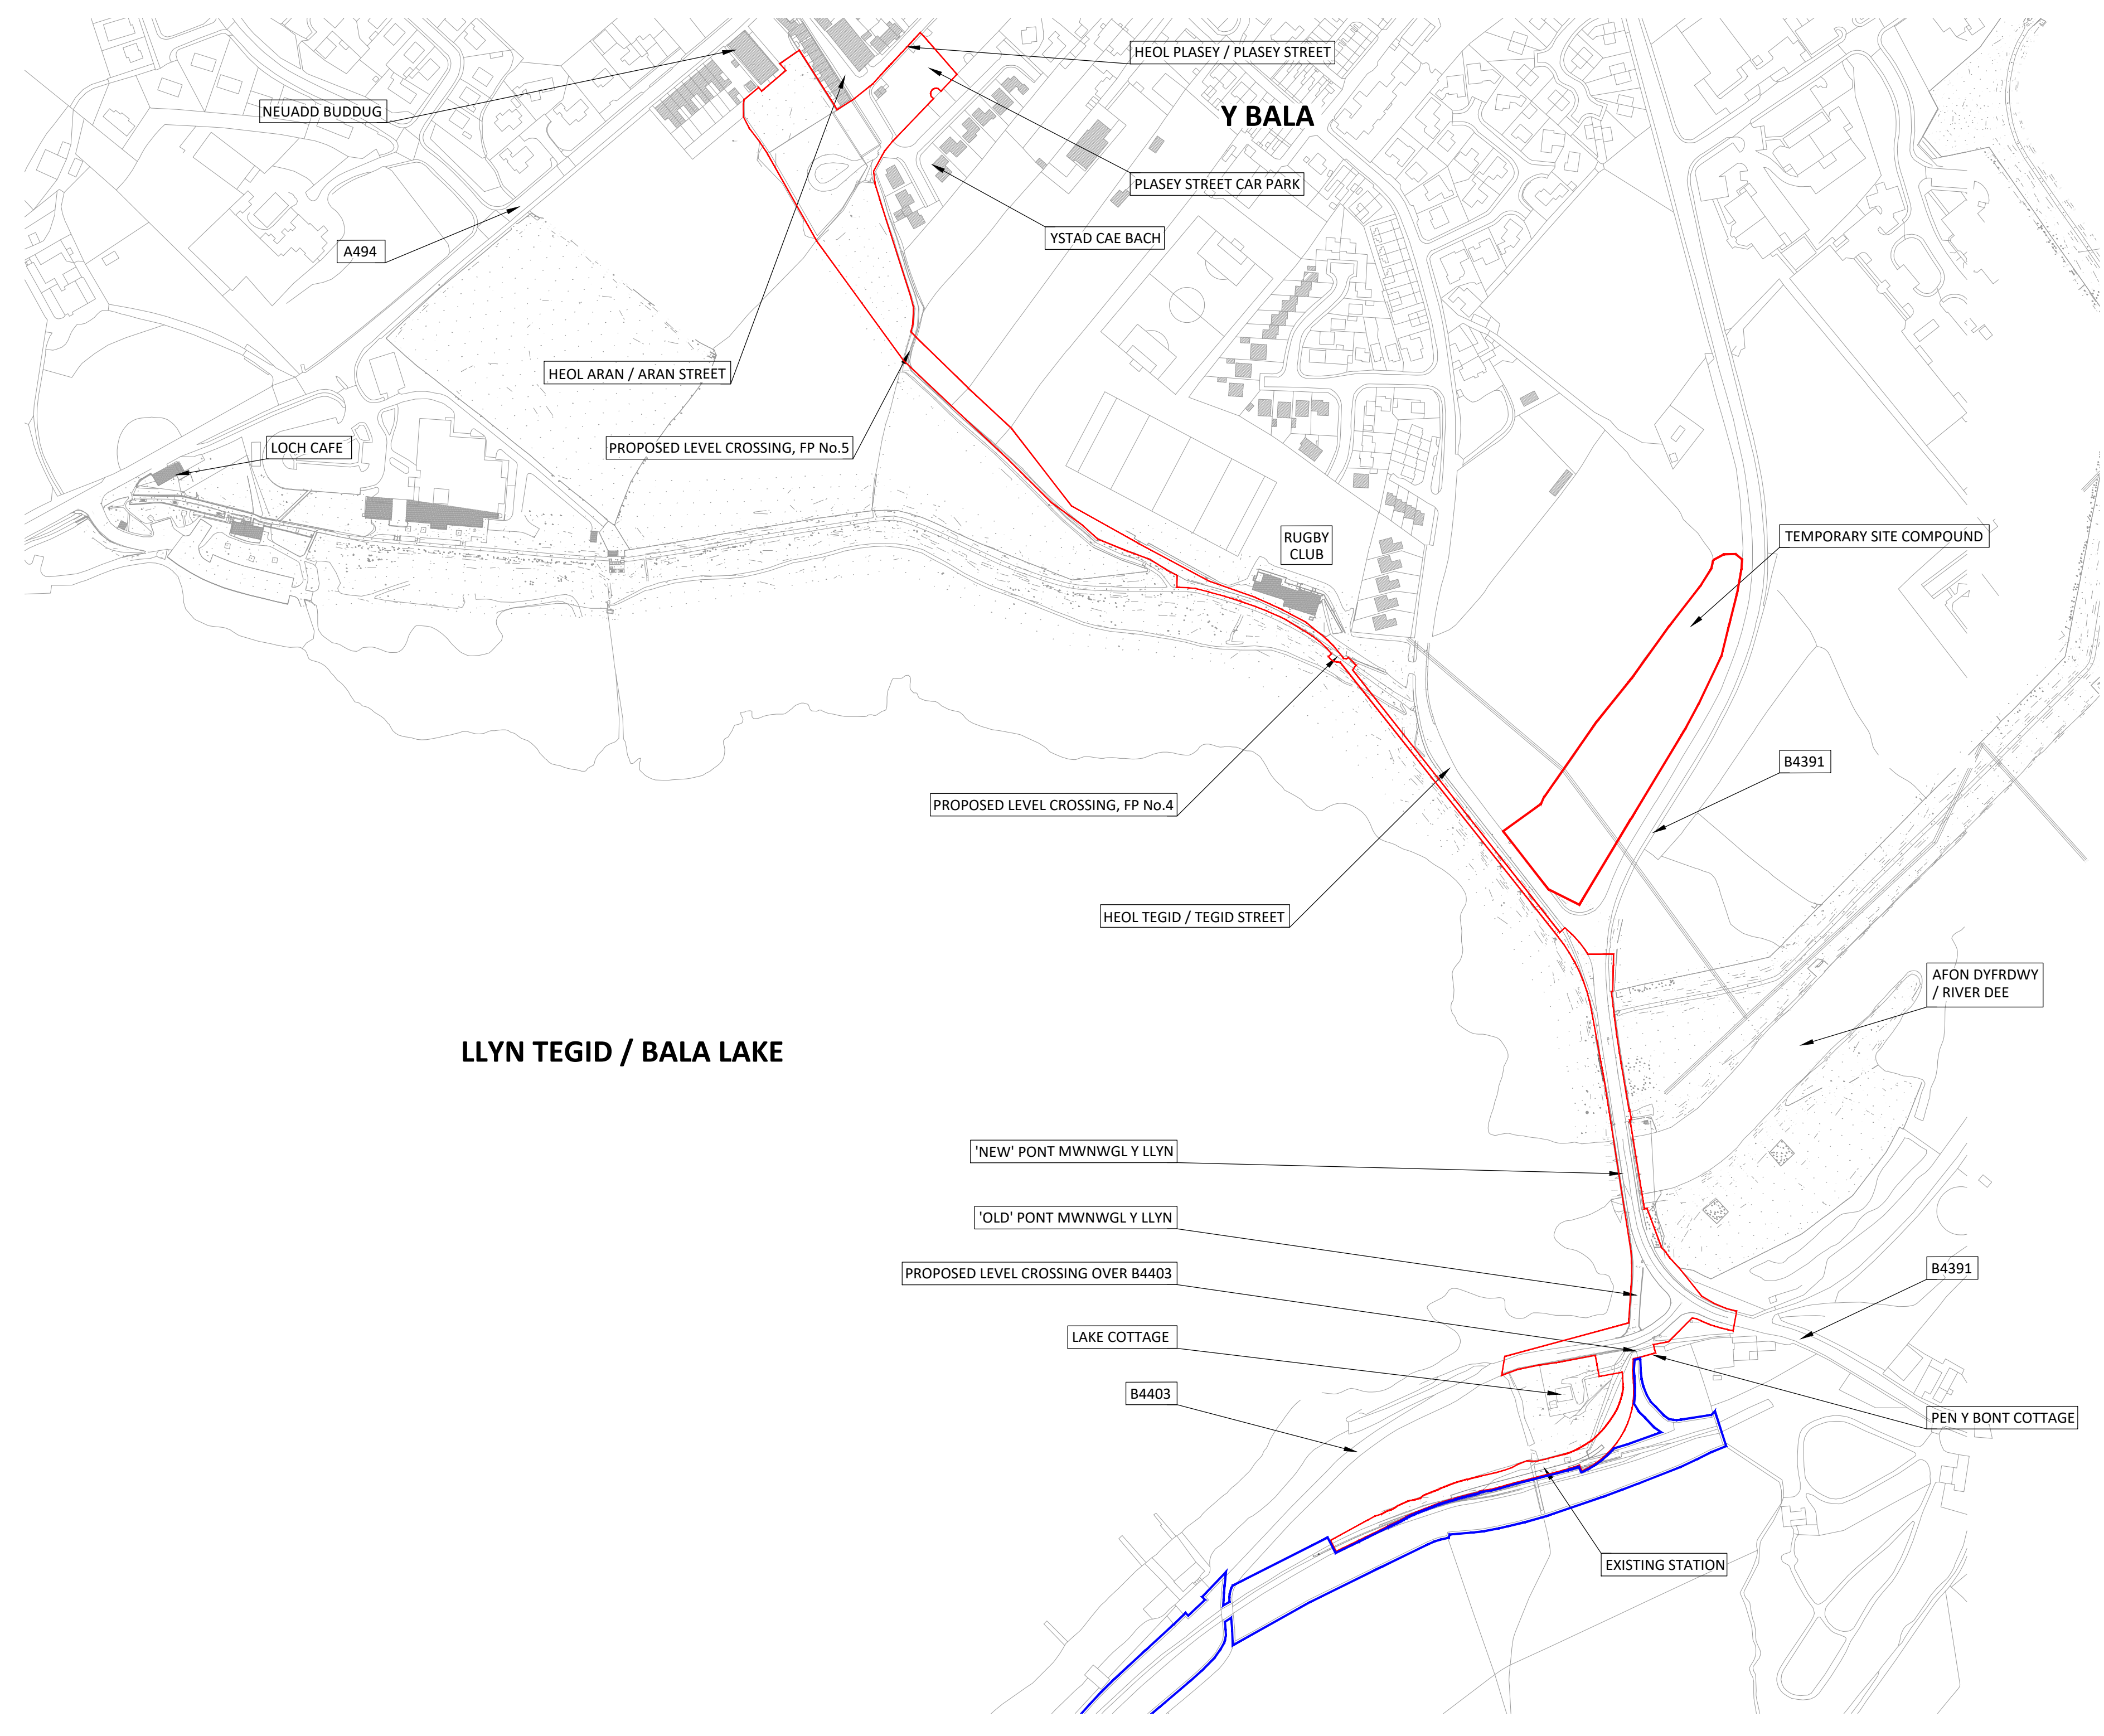 HEOL PLASEY / PLASEY STREET
NEUADD BUDDUG
Y BALA
PLASEY STREET CAR PARK
YSTAD CAE BACH
A494
HEOL ARAN / ARAN STREET
LOCH CAFE
PROPOSED LEVEL CROSSING, FP No.5
RUGBY
CLUB
TEMPORARY SITE COMPOUND
B4391
PROPOSED LEVEL CROSSING, FP No.4
HEOL TEGID / TEGID STREET
AFON DYFRDWY
/ RIVER DEE
LLYN TEGID / BALA LAKE
'NEW' PONT MWNWGL Y LLYN
'OLD' PONT MWNWGL Y LLYN
PROPOSED LEVEL CROSSING OVER B4403
B4391
LAKE COTTAGE
B4403
PEN Y BONT COTTAGE
EXISTING STATION